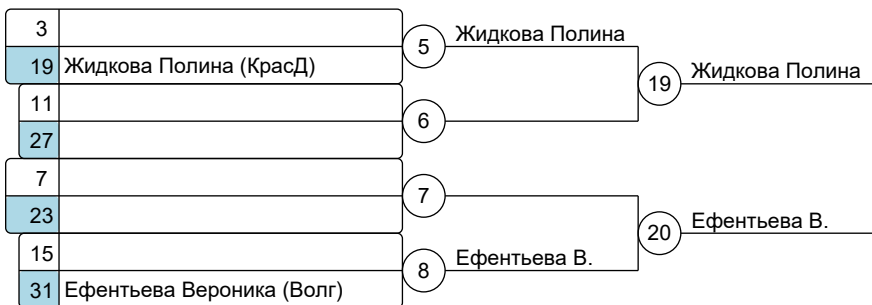 3
5 Жидкова Полина
19 Жидкова Полина (КрасД)
19 Жидкова Полина
11
6
27
7
7
23
20 Ефентьева В.
15
8 Ефентьева В.
31 Ефентьева Вероника (Волг)